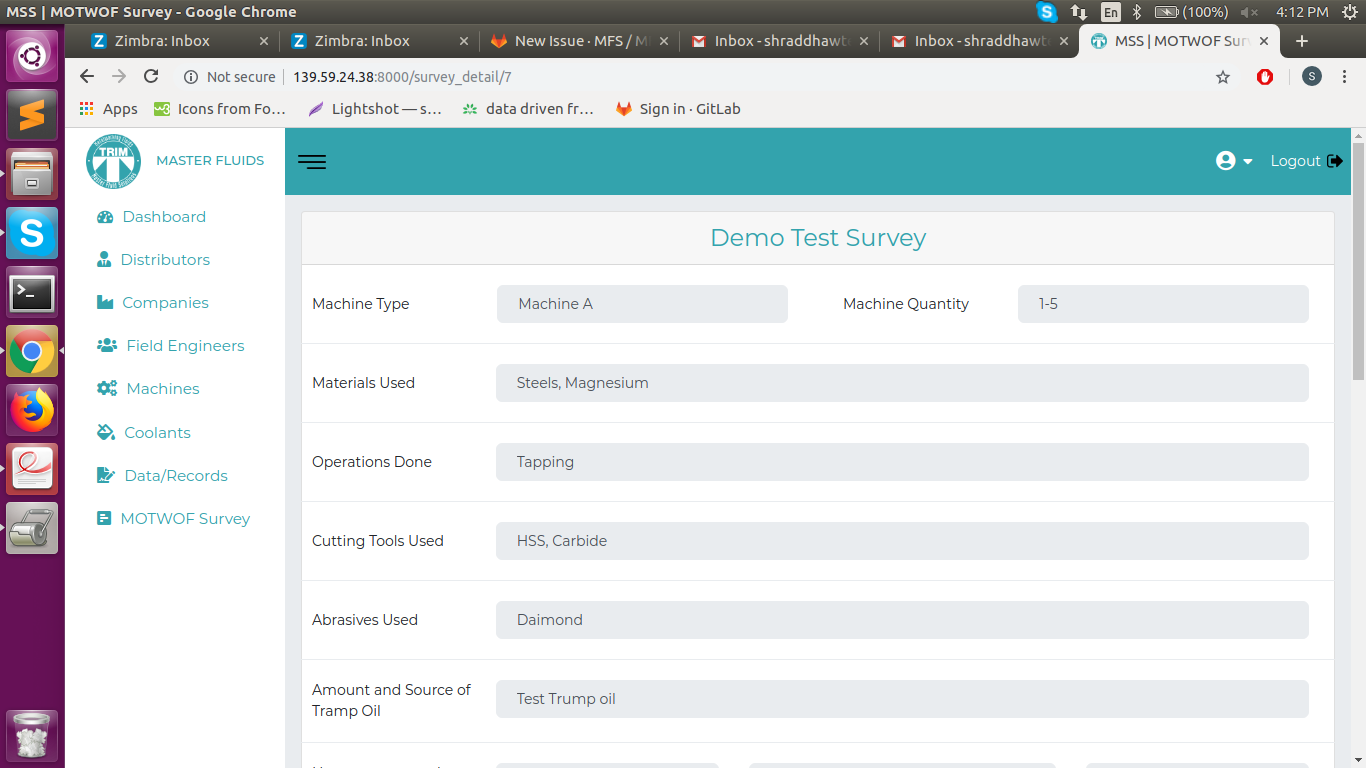 MSS | MOTWOF Survey - Google Chrome
En
(100%)
4:12 PM
Zimbra: Inbox
Zimbra: Inbox
New Issue · MFS / M
Inbox - shraddhawt
Inbox - shraddhawt
MSS | MOTWOF Sur
Not secure
139.59.24.38:8000/survey_detail/7
S
Apps
Icons from Fo...
Lightshot — s...
data driven fr...
Sign in · GitLab
TRIM
MASTER FLUIDS
Logout
Dashboard
Distributors
Companies
Field Engineers
Machines
Coolants
Data/Records
MOTWOF Survey
Demo Test Survey
Machine Type
Machine A
Machine Quantity
1-5
Materials Used
Steels, Magnesium
Operations Done
Tapping
Cutting Tools Used
HSS, Carbide
Abrasives Used
Daimond
Amount and Source of
Tramp Oil
Test Trump oil